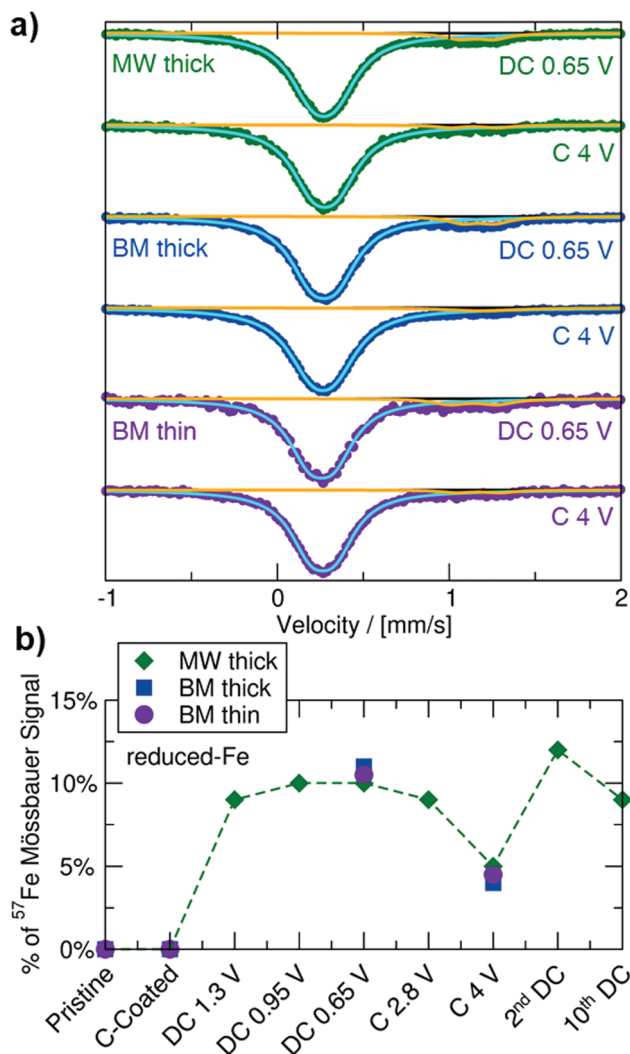 a)
MW thick
DC 0.65 V
C 4 V
BM thick
DC 0.65 V
C 4 V
BM thin
DC 0.65 V
C 4 V
-1
0
1
2
Velocity / [mm/s]
b)
MW thick
BM thick
BM thin
15%
reduced-Fe
10%
5%
0%
% of ⁵⁷Fe Mössbauer Signal
Pristine
C-Coated
DC 1.3 V
DC 0.95 V
DC 0.65 V
C 2.8 V
C 4 V
2ⁿᵈ DC
10ᵗʰ DC